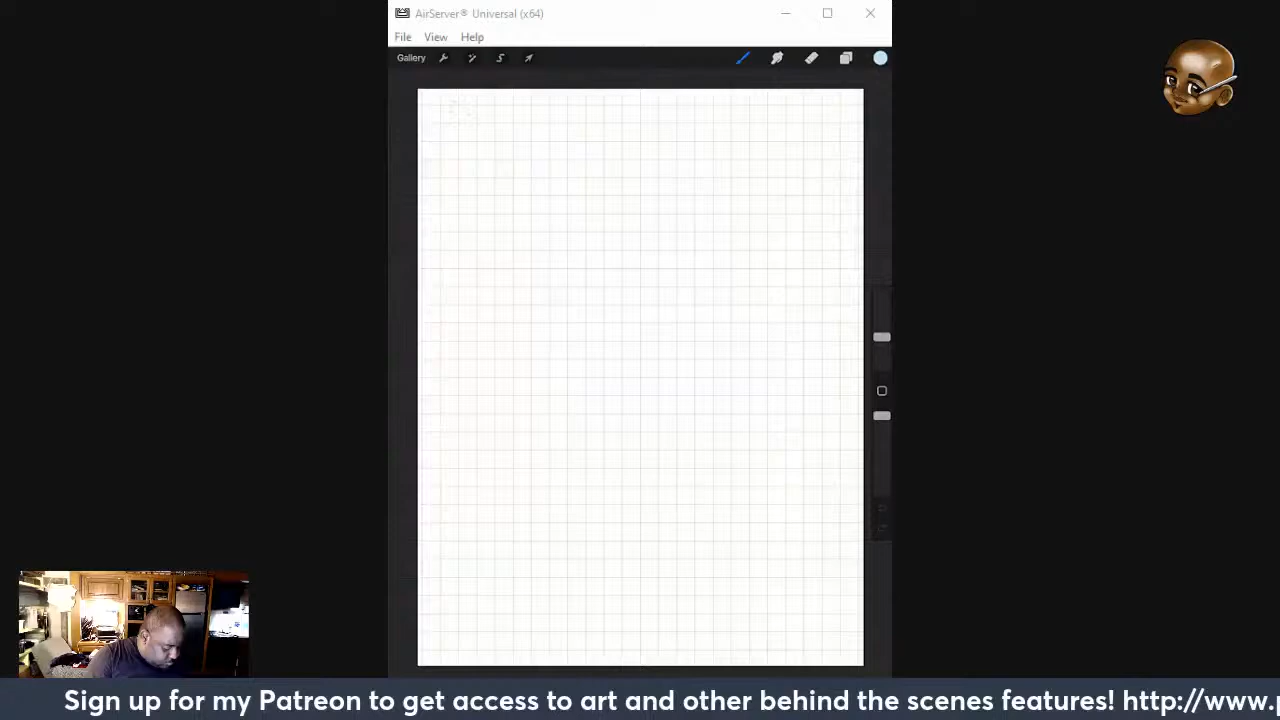 AirServer® Universal (x64)
File View Help
Gallery
Sign up for my Patreon to get access to art and other behind the scenes features! http://www.p